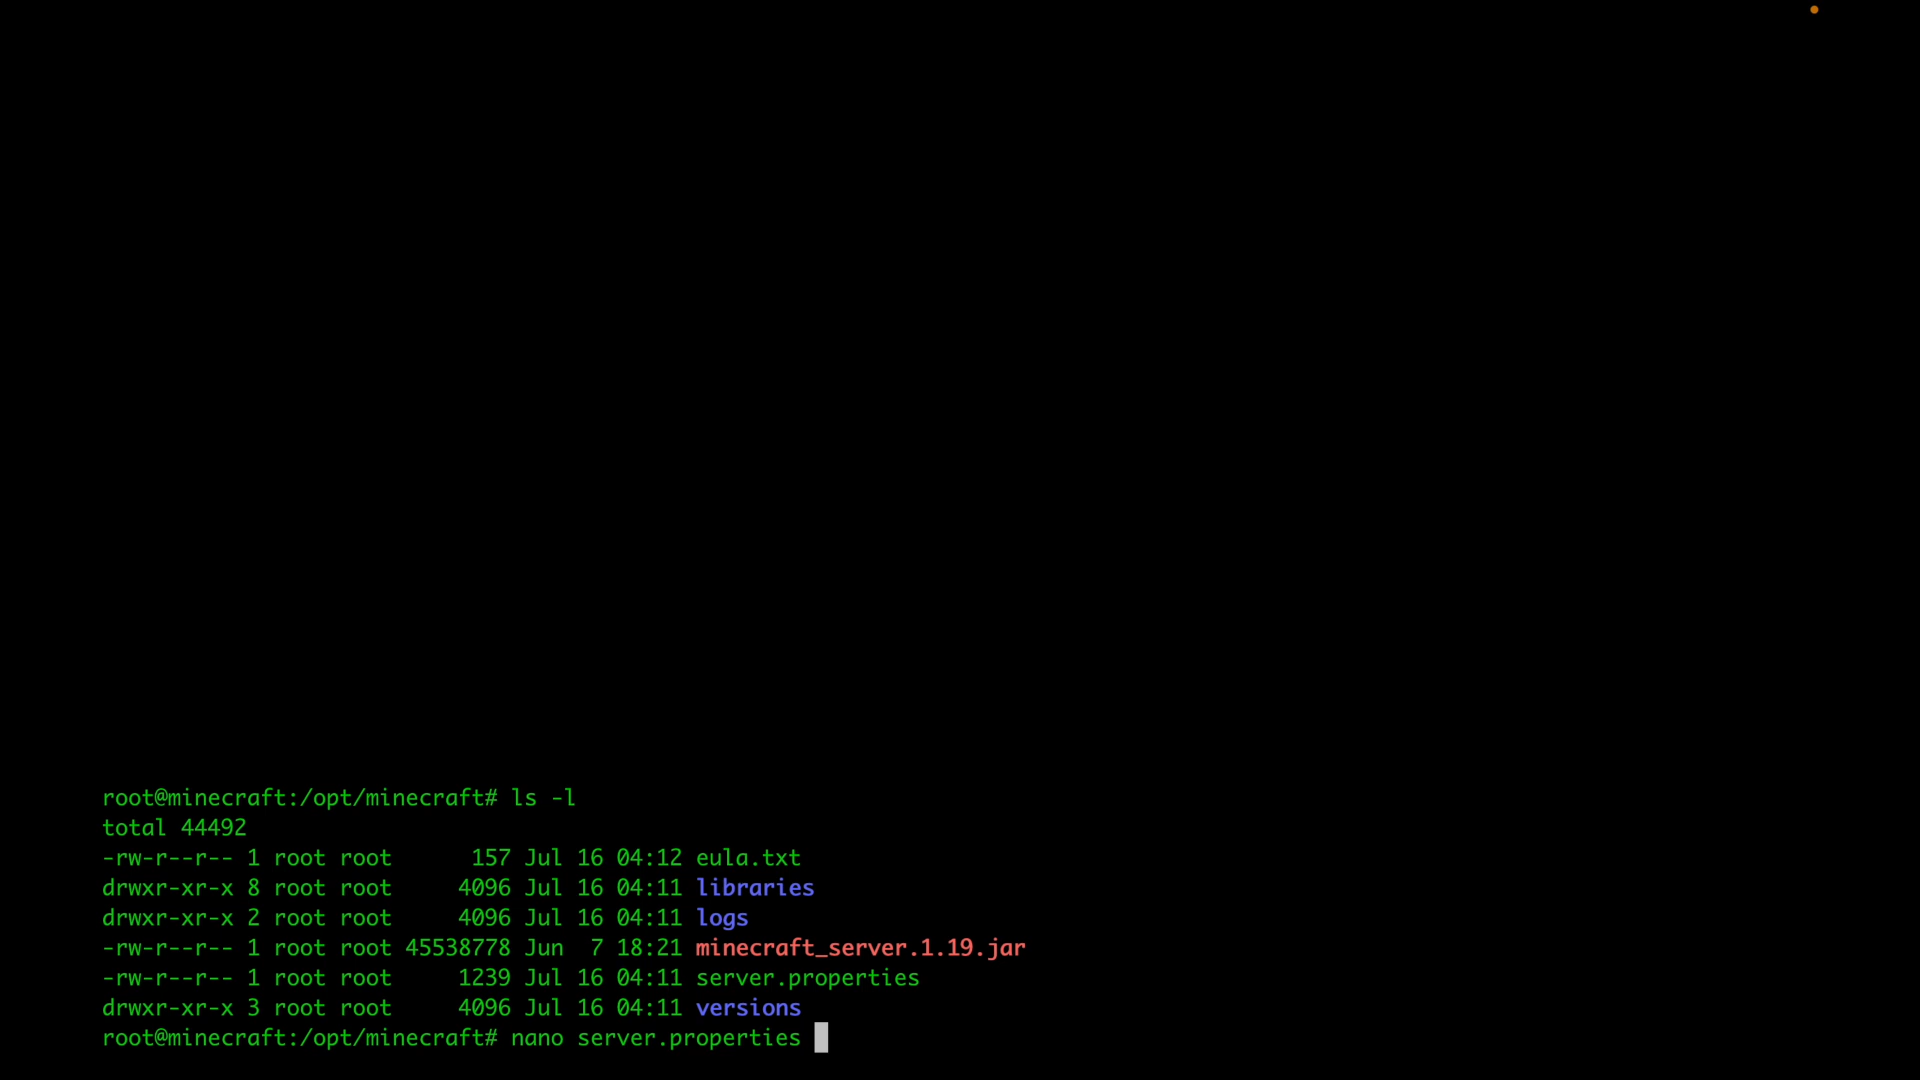 root@minecraft:/opt/minecraft# ls -l
total 44492
-rw-r--r-- 1 root root      157 Jul 16 04:12 eula.txt
drwxr-xr-x 8 root root     4096 Jul 16 04:11 libraries
drwxr-xr-x 2 root root     4096 Jul 16 04:11 logs
-rw-r--r-- 1 root root 45538778 Jun  7 18:21 minecraft_server.1.19.jar
-rw-r--r-- 1 root root     1239 Jul 16 04:11 server.properties
drwxr-xr-x 3 root root     4096 Jul 16 04:11 versions
root@minecraft:/opt/minecraft# nano server.properties